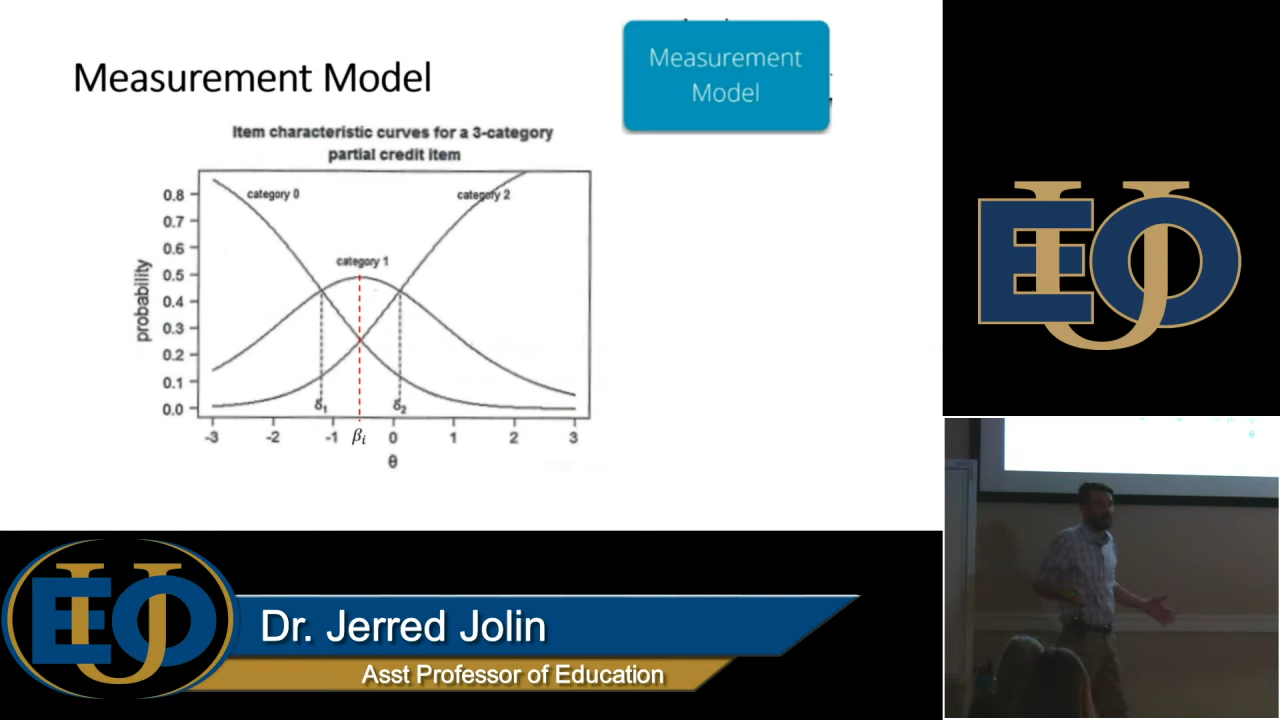 Measurement Model
Measurement
Model
Item characteristic curves for a 3-category
partial credit item
category 0
category 2
category 1
probability
0.8
0.7
0.6
0.5
0.4
0.3
0.2
0.1
0.0
δ1
δ2
-3
-2
-1
βi
0
1
2
3
θ
EOU
EOU
Dr. Jerred Jolin
Asst Professor of Education